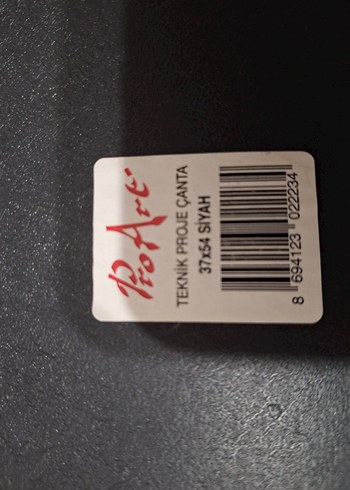 ProArt
TEKNİK PROJE ÇANTA
37x54 SİYAH
8 694123 022234